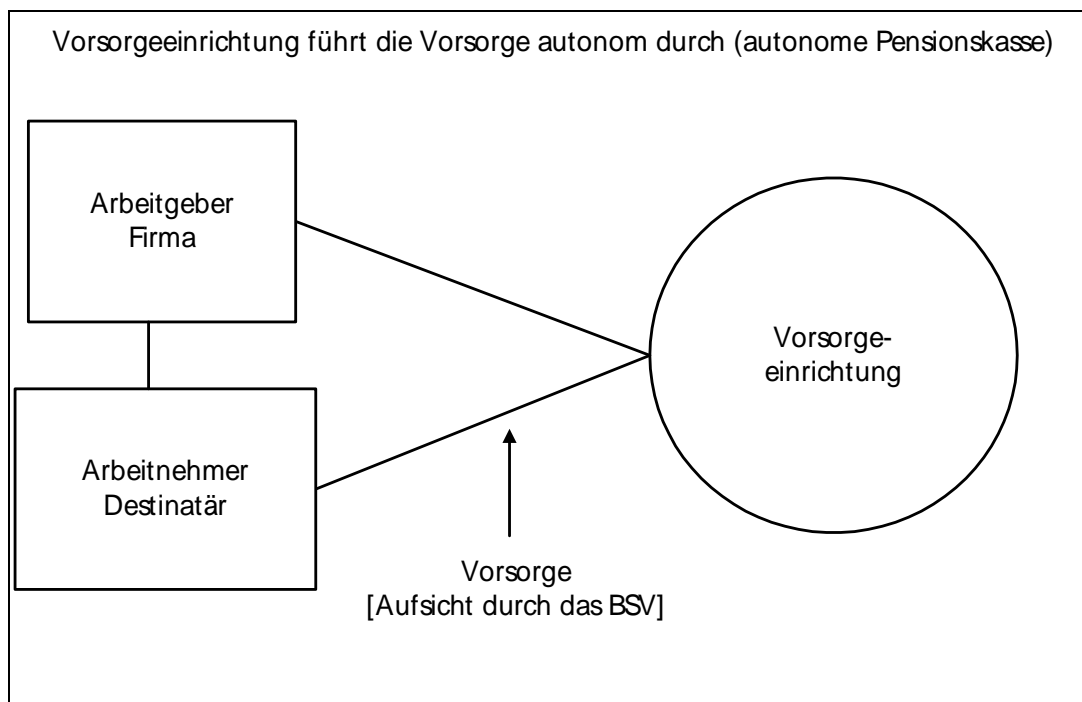 Vorsorgeeinrichtung führt die Vorsorge autonom durch (autonome Pensionskasse)
Arbeitgeber
Firma
Vorsorge-
einrichtung
Arbeitnehmer
Destinatär
Vorsorge
[Aufsicht durch das BSV]